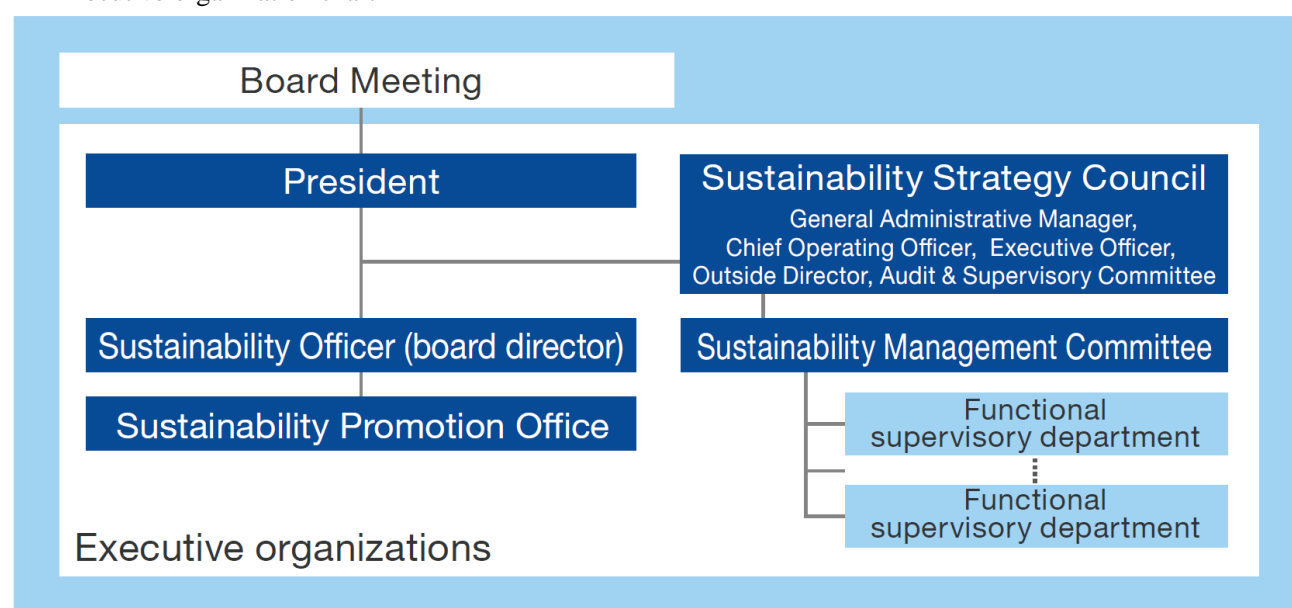 Board Meeting
President
Sustainability Strategy Council
General Administrative Manager,
Chief Operating Officer, Executive Officer,
Outside Director, Audit & Supervisory Committee
Sustainability Officer (board director)
Sustainability Management Committee
Sustainability Promotion Office
Functional
supervisory department
Functional
supervisory department
Executive organizations